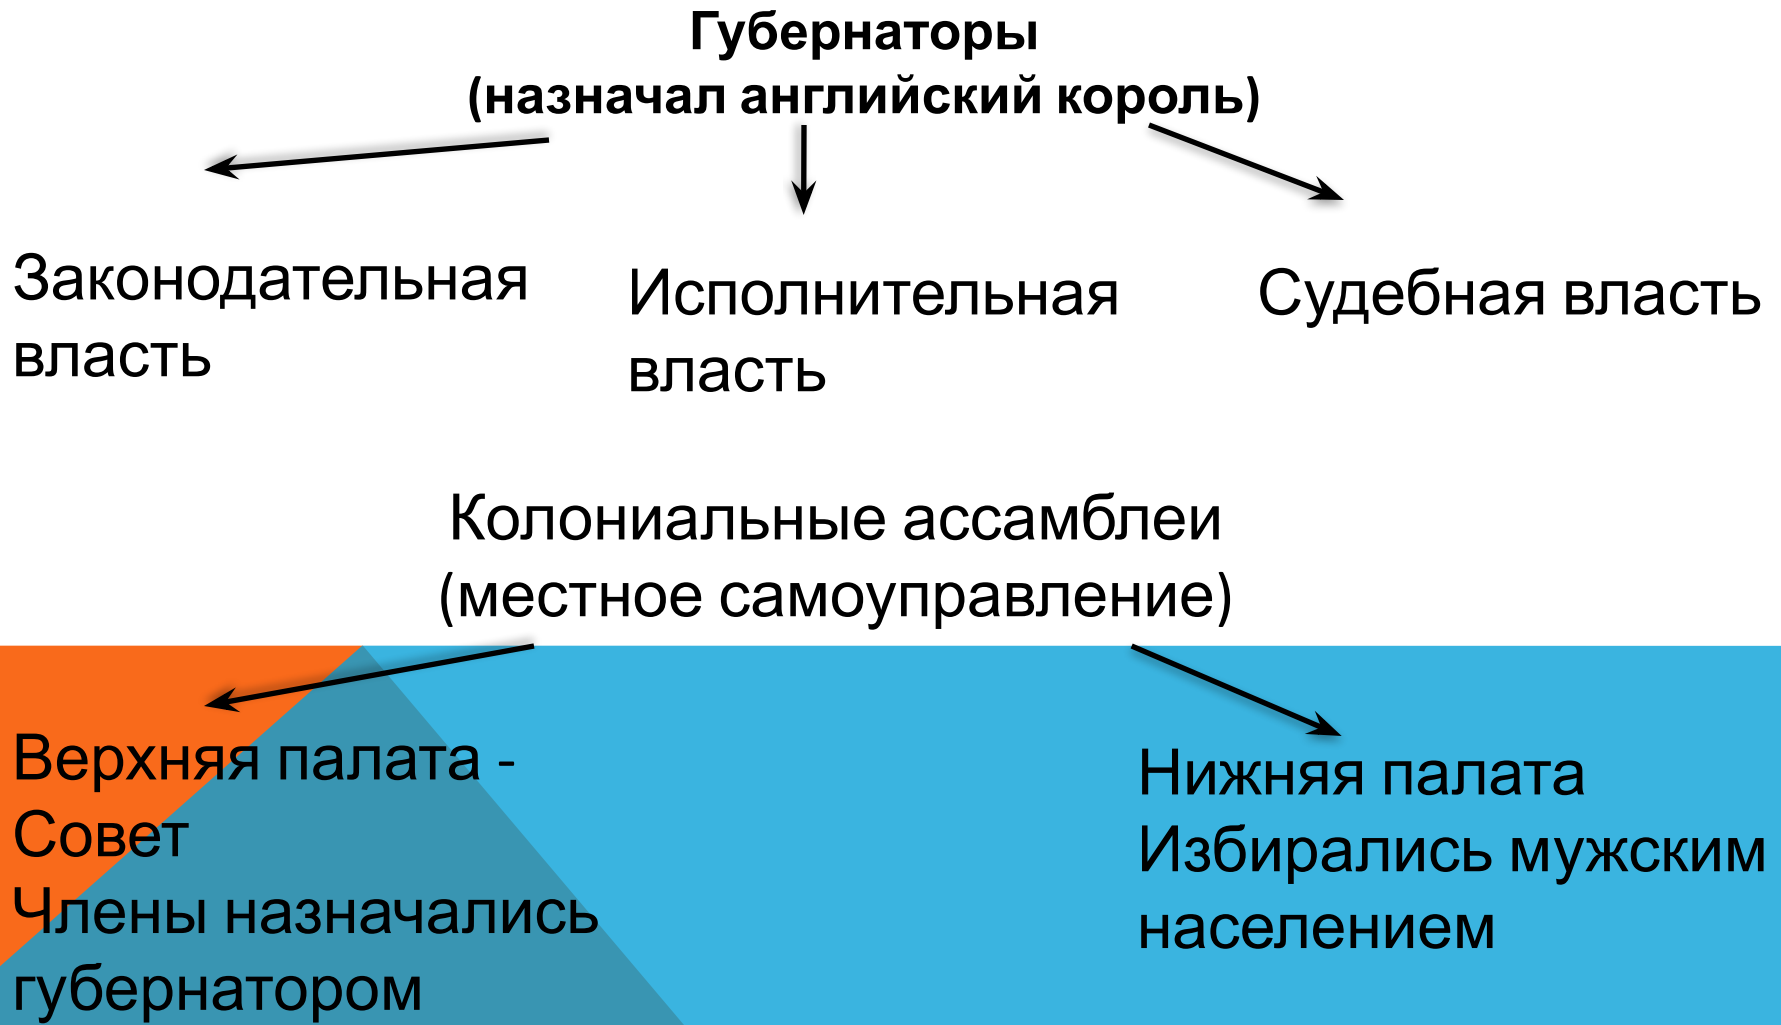 Губернаторы
(назначал английский король)
Законодательная
власть
Исполнительная
власть
Судебная власть
Колониальные ассамблеи
(местное самоуправление)
Верхняя палата -
Совет
Члены назначались
губернатором
Нижняя палата
Избирались мужским
населением